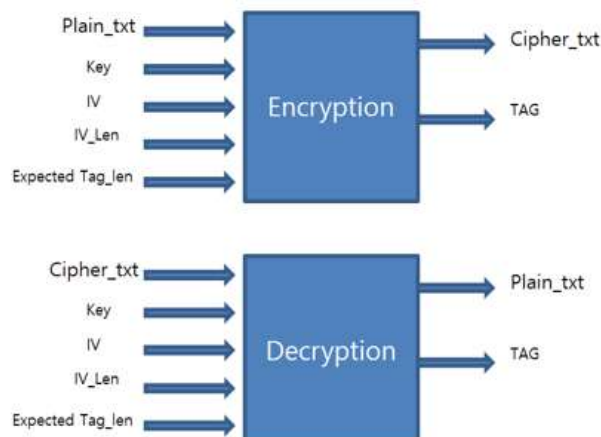 Plain_txt
Key
IV
IV_Len
Expected Tag_len
Encryption
Cipher_txt
TAG
Cipher_txt
Key
IV
IV_Len
Expected Tag_len
Decryption
Plain_txt
TAG